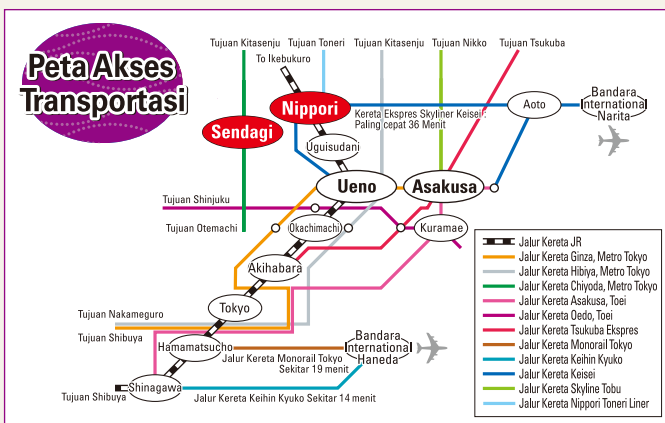 Peta Akses
Transportasi
Tujuan Kitasenju
Tujuan Toneri
Tujuan Kitasenju
Tujuan Nikko
Tujuan Tsukuba
To Ikebukuro
Nippori
Kereta Ekspres Skyliner Keisei :
Paling cepat 36 Menit
Aoto
Bandara
International
Narita
Sendagi
Uguisudani
Ueno
Asakusa
Tujuan Shinjuku
Tujuan Otemachi
Okachimachi
Kuramae
Akihabara
Tokyo
Tujuan Nakameguro
Tujuan Shibuya
Hamamatsucho
Jalur Kereta Monorail Tokyo
Sekitar 19 menit
Bandara
International
Haneda
Shinagawa
Tujuan Shibuya
Jalur Kereta Keihin Kyuko Sekitar 14 menit
Jalur Kereta JR
Jalur Kereta Ginza, Metro Tokyo
Jalur Kereta Hibiya, Metro Tokyo
Jalur Kereta Chiyoda, Metro Tokyo
Jalur Kereta Asakusa, Toei
Jalur Kereta Oedo, Toei
Jalur Kereta Tsukuba Ekspres
Jalur Kereta Monorail Tokyo
Jalur Kereta Keihin Kyuko
Jalur Kereta Keisei
Jalur Kereta Skyline Tobu
Jalur Kereta Nippori Toneri Liner